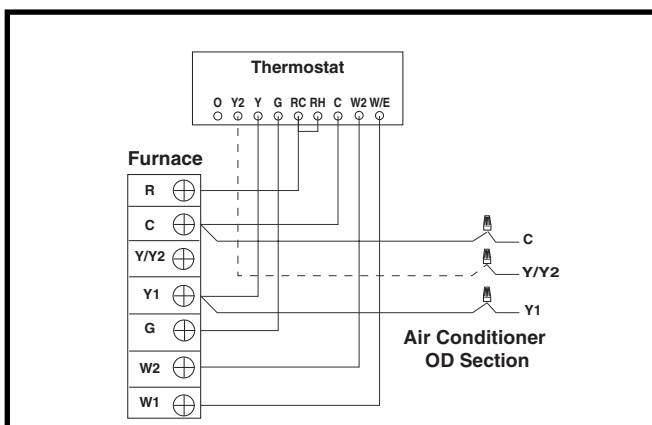 Thermostat
O Y2 Y G RC RH C W2 W/E
Furnace
R
C
Y/Y2
Y1
G
W2
W1
C
Y/Y2
Y1
Air Conditioner
OD Section